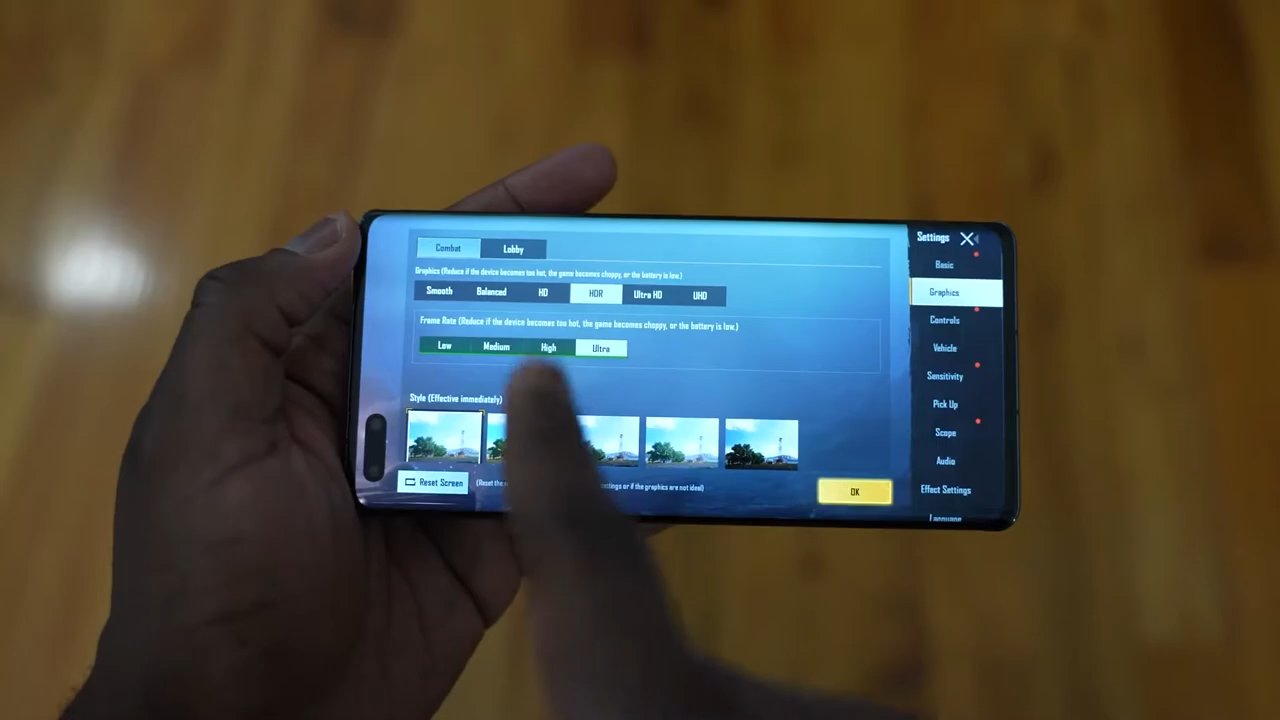 Combat Lobby
Graphics (Reduce if the device becomes too hot, the game becomes choppy, or the battery is low.)
Smooth Balanced HD HDR Ultra HD UHD
Frame Rate (Reduce if the device becomes too hot, the game becomes choppy, or the battery is low.)
Low Medium High Ultra
Style (Effective immediately)
Reset Screen (Reset the settings or if the graphics are not ideal)
OK
Settings
Basic
Graphics
Controls
Vehicle
Sensitivity
Pick Up
Scope
Audio
Effect Settings
Language